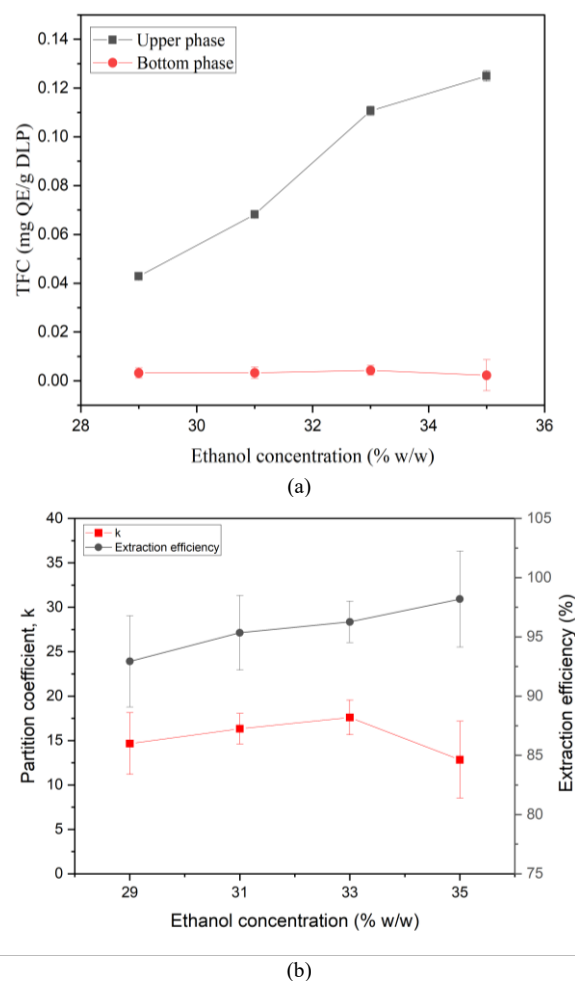 0.14
0.12
0.10
0.08
0.06
0.04
0.02
0.00
TFC (mg QE/g DLP)
Upper phase
Bottom phase
28 30 32 34 36
Ethanol concentration (% w/w)
(a)
40
35
30
25
20
15
10
5
0
Partition coefficient, k
k
Extraction efficiency
105
100
95
90
85
80
75
Extraction efficiency (%)
29 31 33 35
Ethanol concentration (% w/w)
(b)